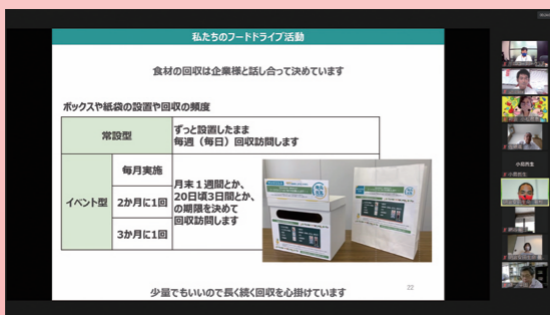 私たちのフードドライブ活動
食材の回収は企業様と話し合って決めています
ボックスや紙袋の設置や回収の頻度
常設型
ずっと設置したまま
毎週（毎日）回収訪問します
イベント型
毎月実施
2か月に1回
3か月に1回
月末１週間とか、
20日頃3日間とか、
の期限を決めて
回収訪問します
少量でもいいので長く続く回収を心掛けています
22